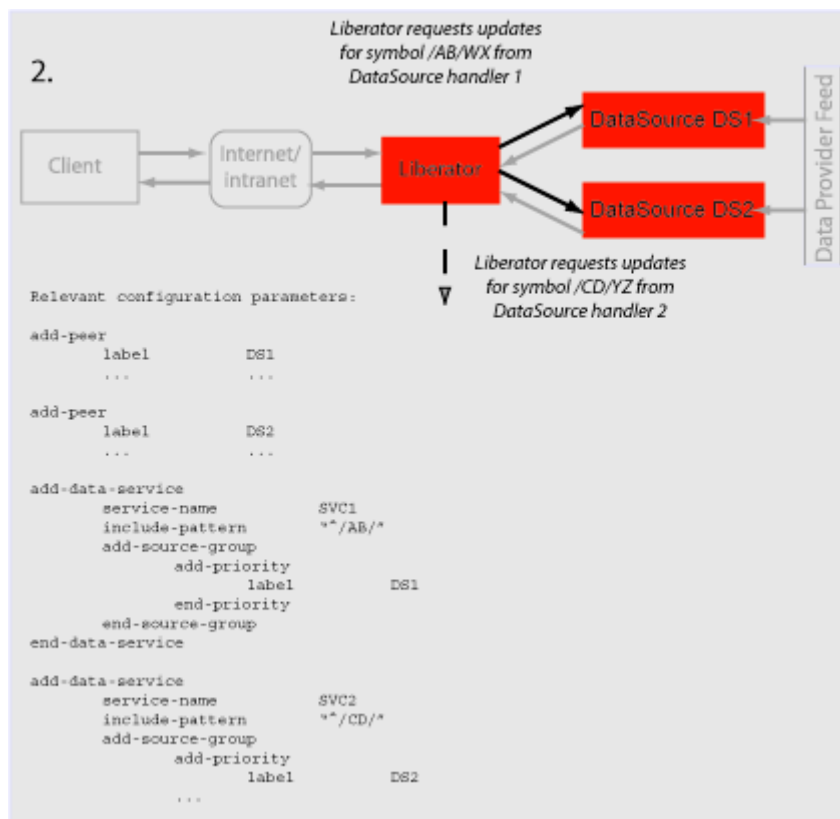 Liberator requests updates
for symbol /AB/WX from
DataSource handler 1
2.
Client
Internet/
intranet
Liberator
DataSource DS1
DataSource DS2
Data Provider Feed
Liberator requests updates
for symbol /CD/YZ from
DataSource handler 2
Relevant configuration parameters:
add-peer
label DS1
... ...
add-peer
label DS2
... ...
add-data-service
service-name SVC1
include-pattern "^/AB/"
add-source-group
add-priority
label DS1
end-priority
end-source-group
end-data-service
add-data-service
service-name SVC2
include-pattern "^/CD/"
add-source-group
add-priority
label DS2
...